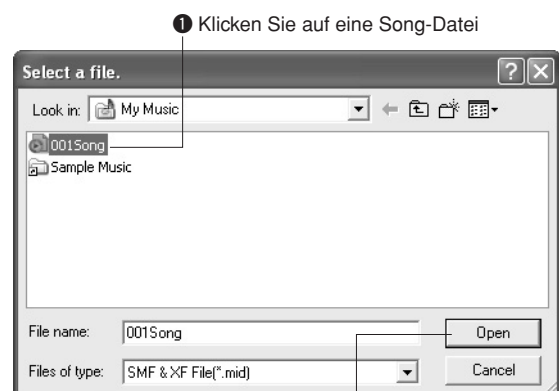 ❶ Klicken Sie auf eine Song-Datei
Select a file.
Look in: My Music
001Song
Sample Music
File name: 001Song Open
Files of type: SMF & XF File(*.mid) Cancel